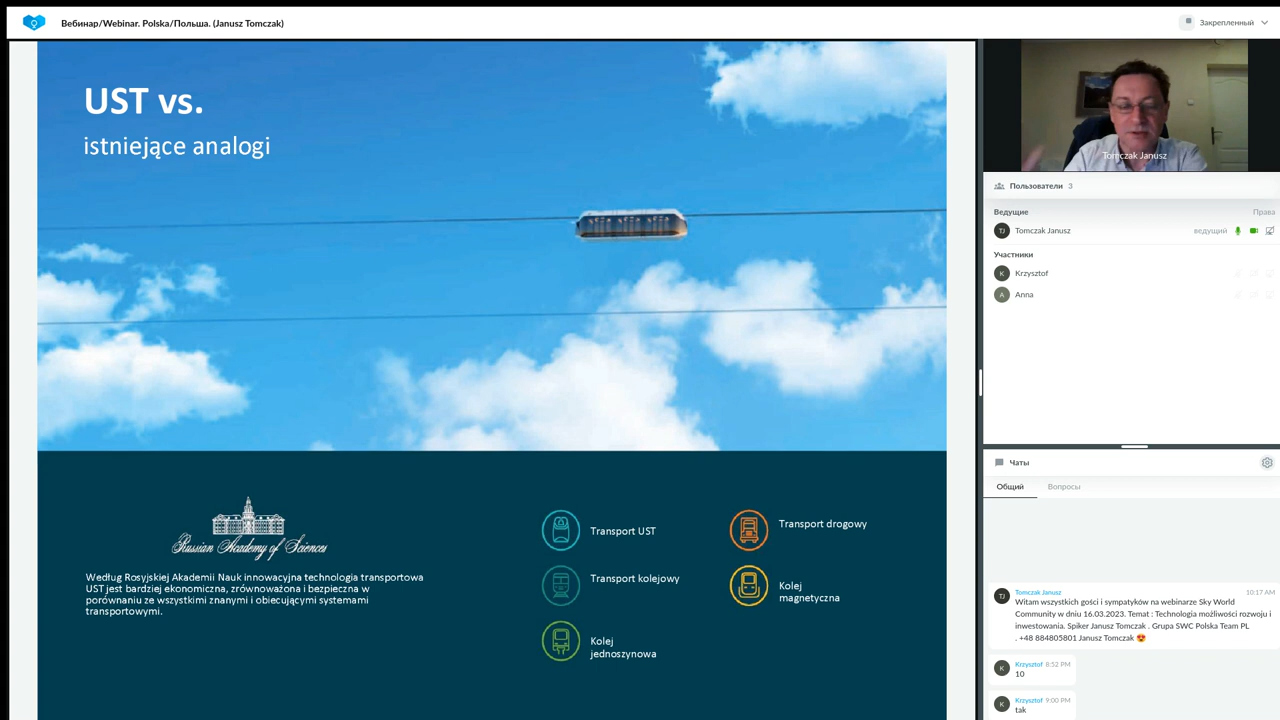 Вебинар/Webinar. Polska/Польша. (Janusz Tomczak)
Закрепленный
UST vs.
istniejące analogi
Russian Academy of Sciences
Według Rosyjskiej Akademii Nauk innowacyjna technologia transportowa
UST jest bardziej ekonomiczna, zrównoważona i bezpieczna w
porównaniu ze wszystkimi znanymi i obiecującymi systemami
transportowymi.
Transport UST
Transport drogowy
Transport kolejowy
Kolej
magnetyczna
Kolej
jednoszynowa
Tomczak Janusz
Пользователи 3
Ведущие Права
TJ Tomczak Janusz ведущий
Участники
K Krzysztof
A Anna
Чаты
Общий Вопросы
TJ Tomczak Janusz 10:17 AM
Witam wszystkich gości i sympatyków na webinarze Sky World
Community w dniu 16.03.2023. Temat : Technologia możliwości rozwoju i
inwestowania. Spiker Janusz Tomczak . Grupa SWC Polska Team PL
. +48 884805801 Janusz Tomczak 😍
K Krzysztof 8:52 PM
10
K Krzysztof 9:00 PM
tak